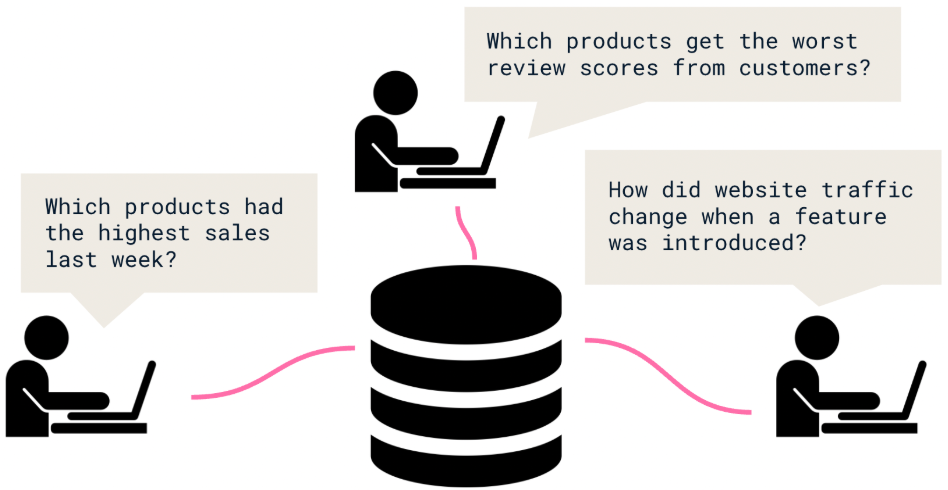 Which products get the worst
review scores from customers?
Which products had
the highest sales
last week?
How did website traffic
change when a feature
was introduced?